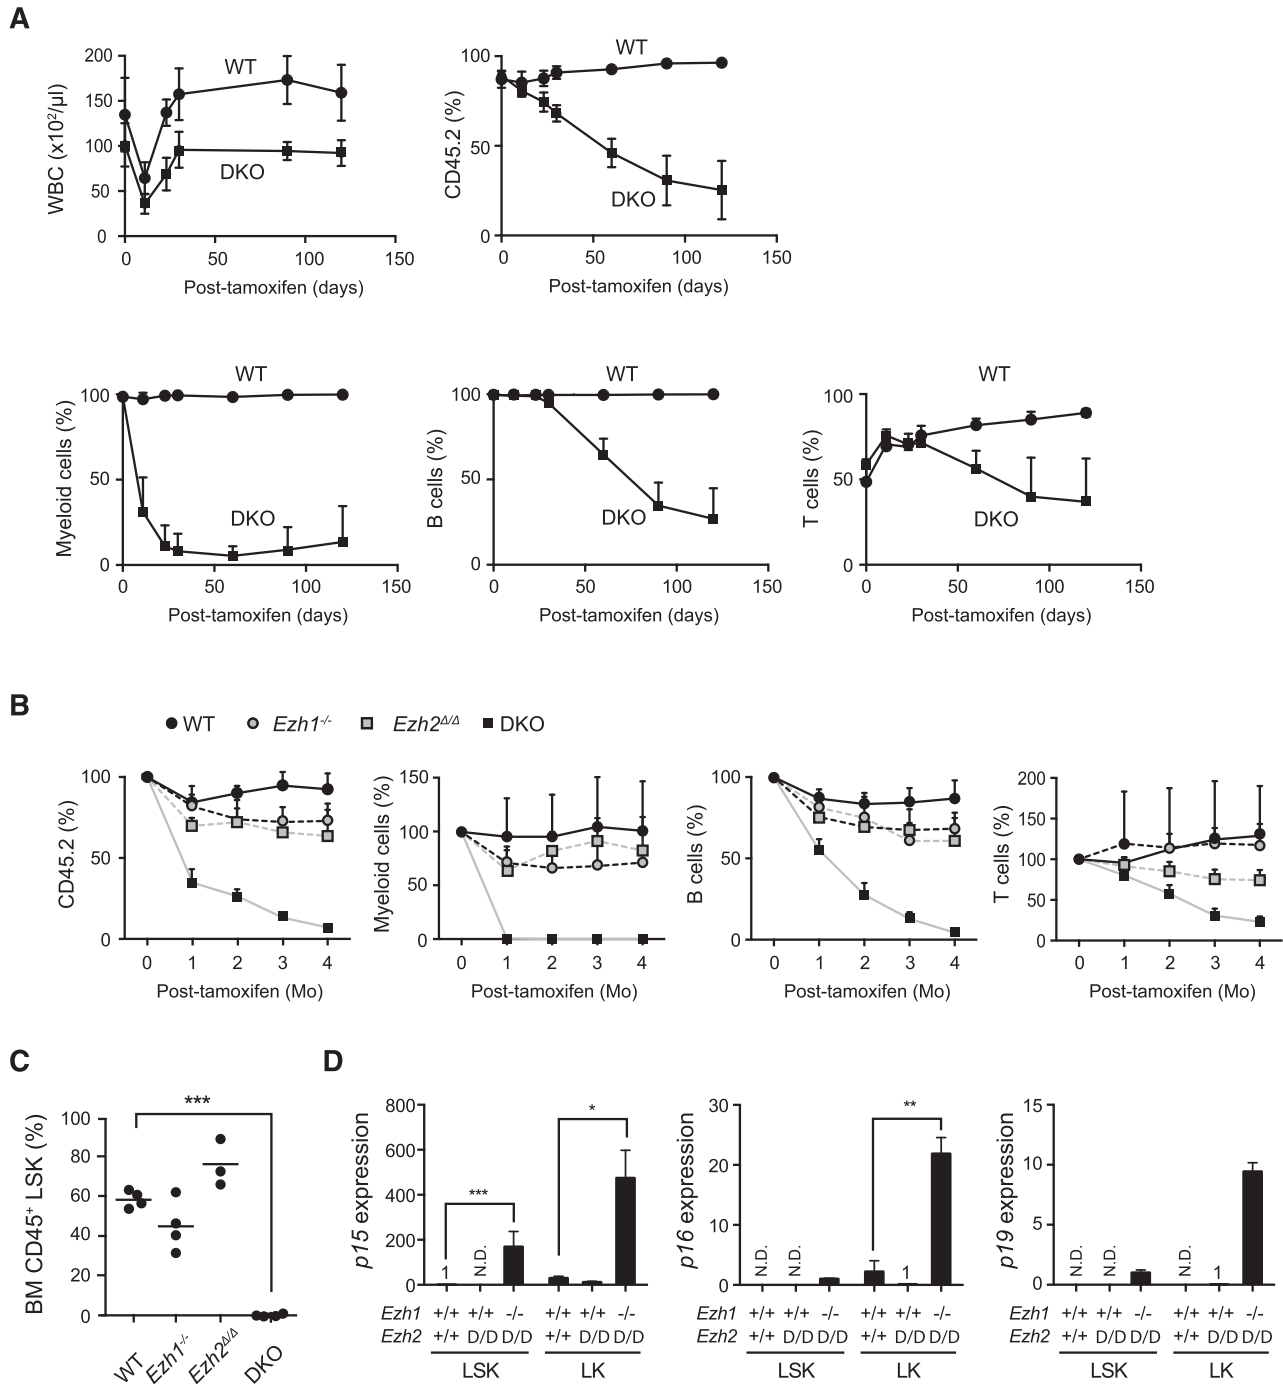 A
WBC (x10²/µl)
200
150
100
50
0
WT
DKO
0 50 100 150
Post-tamoxifen (days)
CD45.2 (%)
100
50
0
WT
DKO
0 50 100 150
Post-tamoxifen (days)
Myeloid cells (%)
100
50
0
WT
DKO
0 50 100 150
Post-tamoxifen (days)
B cells (%)
100
50
0
WT
DKO
0 50 100 150
Post-tamoxifen (days)
T cells (%)
100
50
0
WT
DKO
0 50 100 150
Post-tamoxifen (days)
B
WT Ezh1-/- Ezh2Δ/Δ DKO
CD45.2 (%)
100
50
0
0 1 2 3 4
Post-tamoxifen (Mo)
Myeloid cells (%)
150
100
50
0
0 1 2 3 4
Post-tamoxifen (Mo)
B cells (%)
100
50
0
0 1 2 3 4
Post-tamoxifen (Mo)
T cells (%)
200
150
100
50
0
0 1 2 3 4
Post-tamoxifen (Mo)
C
BM CD45+ LSK (%)
100
80
60
40
20
0
***
WT Ezh1-/- Ezh2Δ/Δ DKO
D
p15 expression
800
600
400
200
0
***
*
1 N.D.
Ezh1 +/+ +/+ -/- +/+ +/+ -/-
Ezh2 +/+ D/D D/D +/+ D/D D/D
LSK LK
p16 expression
30
20
10
0
**
N.D. N.D. 1
Ezh1 +/+ +/+ -/- +/+ +/+ -/-
Ezh2 +/+ D/D D/D +/+ D/D D/D
LSK LK
p19 expression
15
10
5
0
N.D. N.D. N.D. 1
Ezh1 +/+ +/+ -/- +/+ +/+ -/-
Ezh2 +/+ D/D D/D +/+ D/D D/D
LSK LK